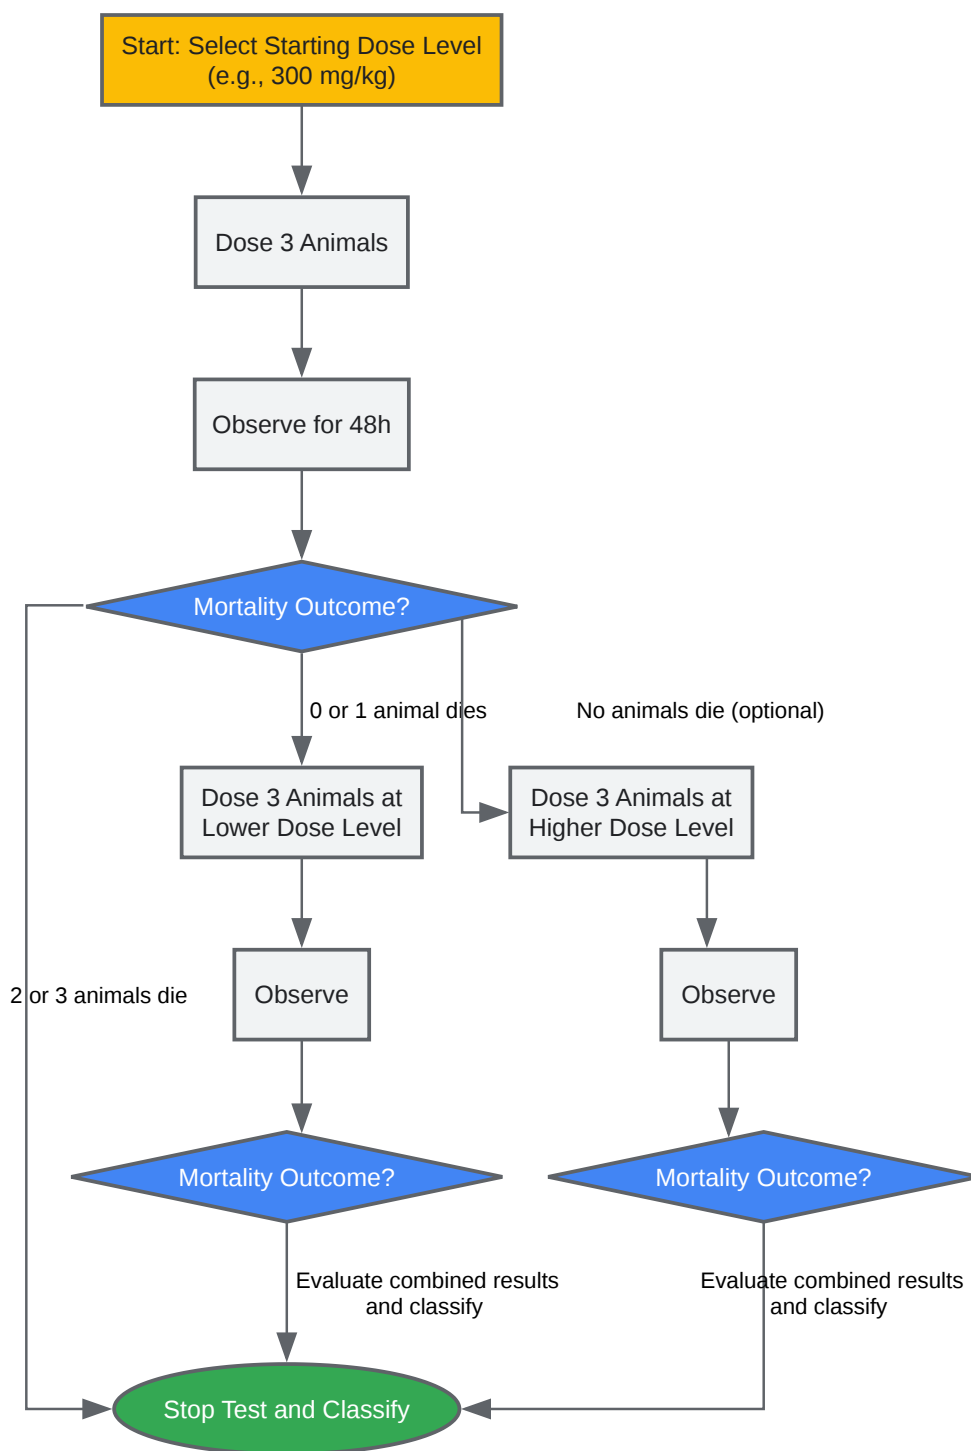 Start: Select Starting Dose Level
(e.g., 300 mg/kg)
Dose 3 Animals
Observe for 48h
Mortality Outcome?
0 or 1 animal dies
No animals die (optional)
Dose 3 Animals at
Lower Dose Level
Dose 3 Animals at
Higher Dose Level
2 or 3 animals die
Observe
Observe
Mortality Outcome?
Mortality Outcome?
Evaluate combined results
and classify
Evaluate combined results
and classify
Stop Test and Classify